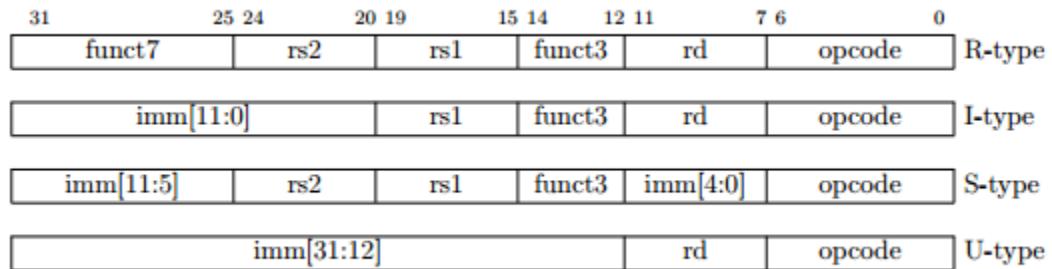 31 25 24 20 19 15 14 12 11 7 6 0
funct7 rs2 rs1 funct3 rd opcode R-type
imm[11:0] rs1 funct3 rd opcode I-type
imm[11:5] rs2 rs1 funct3 imm[4:0] opcode S-type
imm[31:12] rd opcode U-type